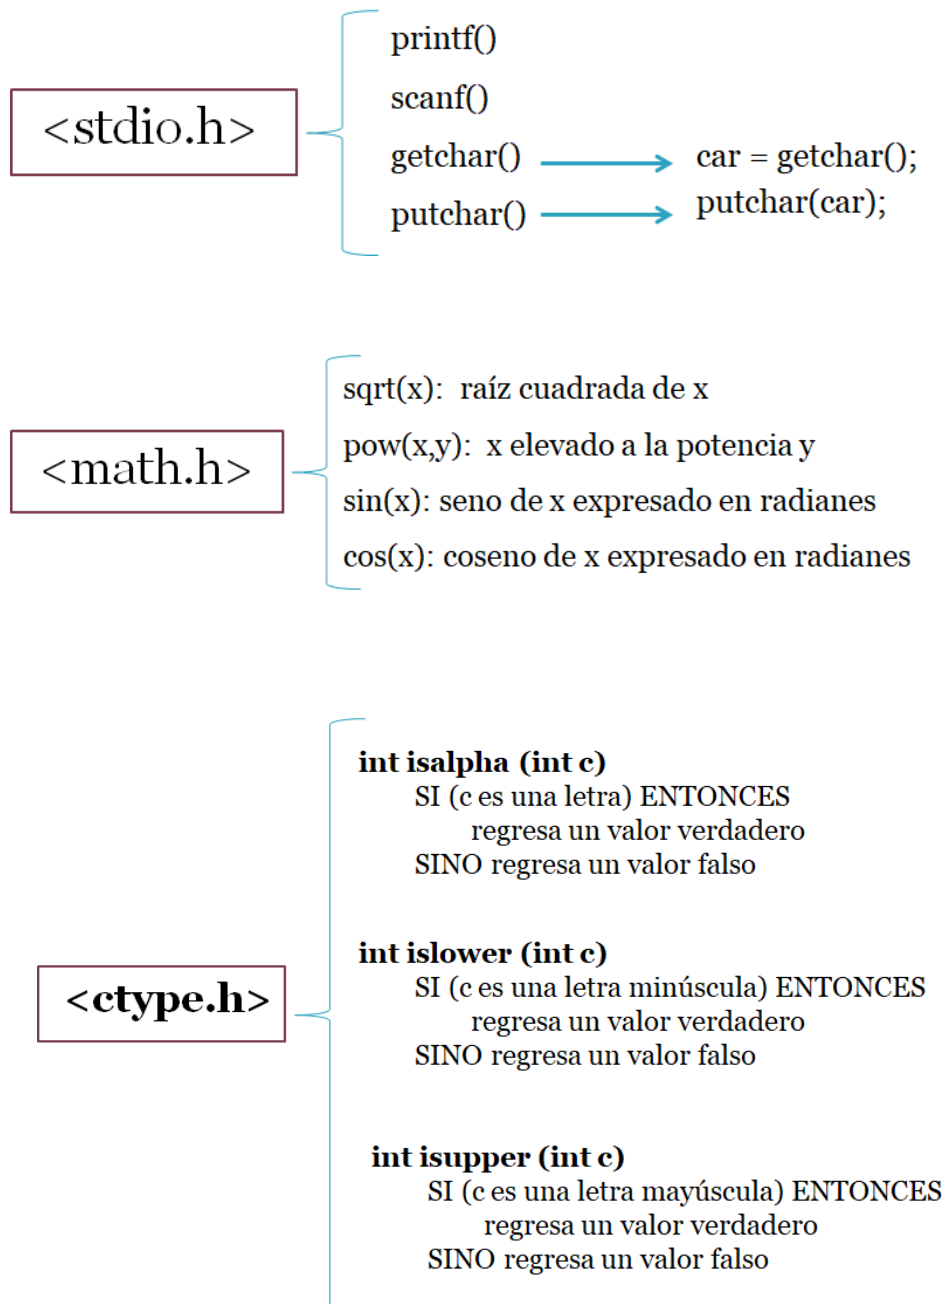 <stdio.h>
printf()
scanf()
getchar()
car = getchar();
putchar()
putchar(car);
<math.h>
sqrt(x): raíz cuadrada de x
pow(x,y): x elevado a la potencia y
sin(x): seno de x expresado en radianes
cos(x): coseno de x expresado en radianes
<ctype.h>
int isalpha (int c)
SI (c es una letra) ENTONCES
regresa un valor verdadero
SINO regresa un valor falso
int islower (int c)
SI (c es una letra minúscula) ENTONCES
regresa un valor verdadero
SINO regresa un valor falso
int isupper (int c)
SI (c es una letra mayúscula) ENTONCES
regresa un valor verdadero
SINO regresa un valor falso